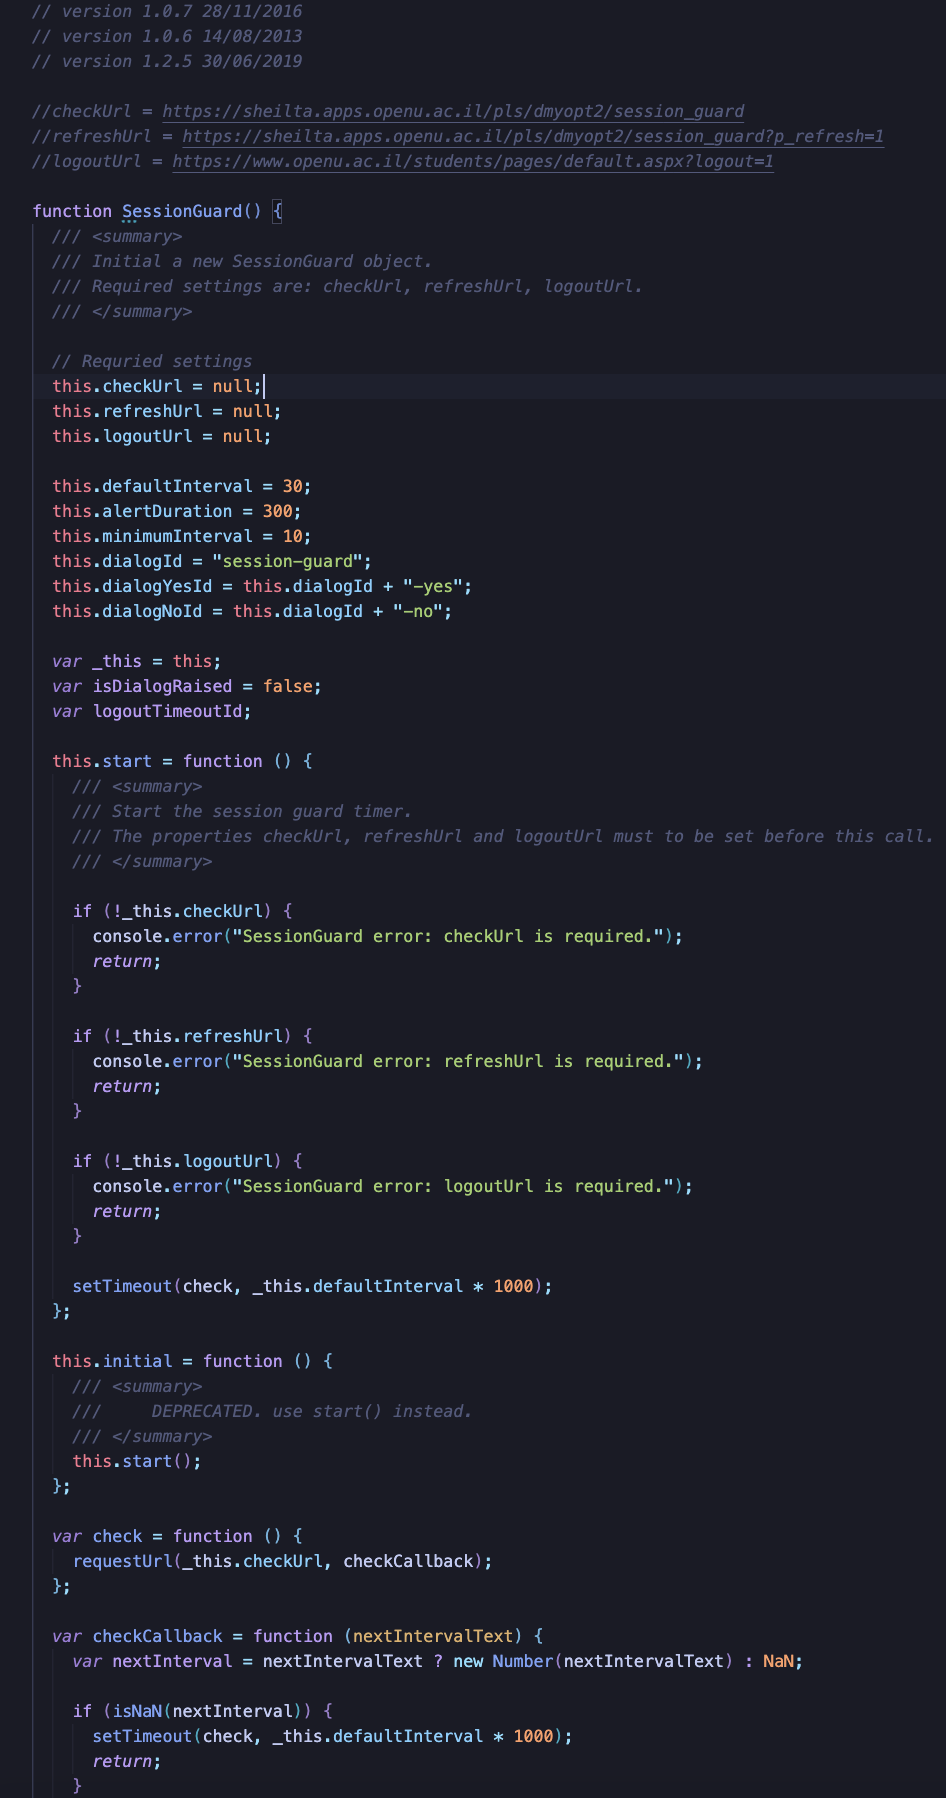 // version 1.0.7 28/11/2016
// version 1.0.6 14/08/2013
// version 1.2.5 30/06/2019
//checkUrl = https://sheilta.apps.openu.ac.il/pls/dmyopt2/session_guard
//refreshUrl = https://sheilta.apps.openu.ac.il/pls/dmyopt2/session_guard?p_refresh=1
//logoutUrl = https://www.openu.ac.il/students/pages/default.aspx?logout=1
function SessionGuard() {
/// <summary>
/// Initial a new SessionGuard object.
/// Required settings are: checkUrl, refreshUrl, logoutUrl.
/// </summary>
// Requried settings
this.checkUrl = null;
this.refreshUrl = null;
this.logoutUrl = null;
this.defaultInterval = 30;
this.alertDuration = 300;
this.minimumInterval = 10;
this.dialogId = "session-guard";
this.dialogYesId = this.dialogId + "-yes";
this.dialogNoId = this.dialogId + "-no";
var _this = this;
var isDialogRaised = false;
var logoutTimeoutId;
this.start = function () {
/// <summary>
/// Start the session guard timer.
/// The properties checkUrl, refreshUrl and logoutUrl must to be set before this call.
/// </summary>
if (!_this.checkUrl) {
console.error("SessionGuard error: checkUrl is required.");
return;
}
if (!_this.refreshUrl) {
console.error("SessionGuard error: refreshUrl is required.");
return;
}
if (!_this.logoutUrl) {
console.error("SessionGuard error: logoutUrl is required.");
return;
}
setTimeout(check, _this.defaultInterval * 1000);
};
this.initial = function () {
/// <summary>
///     DEPRECATED. use start() instead.
/// </summary>
this.start();
};
var check = function () {
requestUrl(_this.checkUrl, checkCallback);
};
var checkCallback = function (nextIntervalText) {
var nextInterval = nextIntervalText ? new Number(nextIntervalText) : NaN;
if (isNaN(nextInterval)) {
setTimeout(check, _this.defaultInterval * 1000);
return;
}